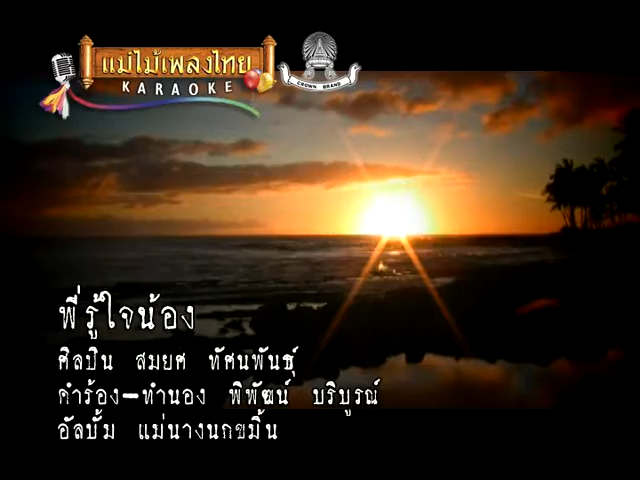 แม่ไม้เพลงไทย
KARAOKE
CROWN BRAND
พี่รู้ใจน้อง
ศิลปิน สมยศ ทัศนพันธุ์
คำร้อง-ทำนอง พิพัฒน์ บริบูรณ์
อัลบั้ม แม่นางนกขมิ้น